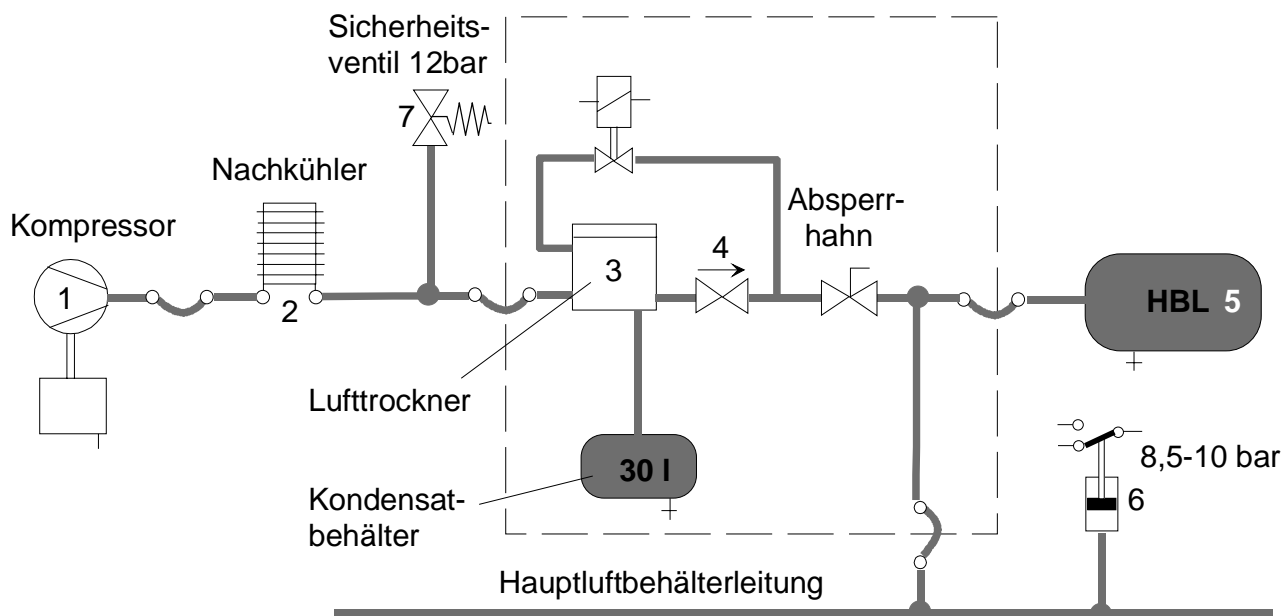 Sicherheits-
ventil 12bar
7
Nachkühler
Kompressor
Absperr-
hahn
1
2
3
4
HBL 5
Lufttrockner
30 l
8,5-10 bar
6
Kondensat-
behälter
Hauptluftbehälterleitung